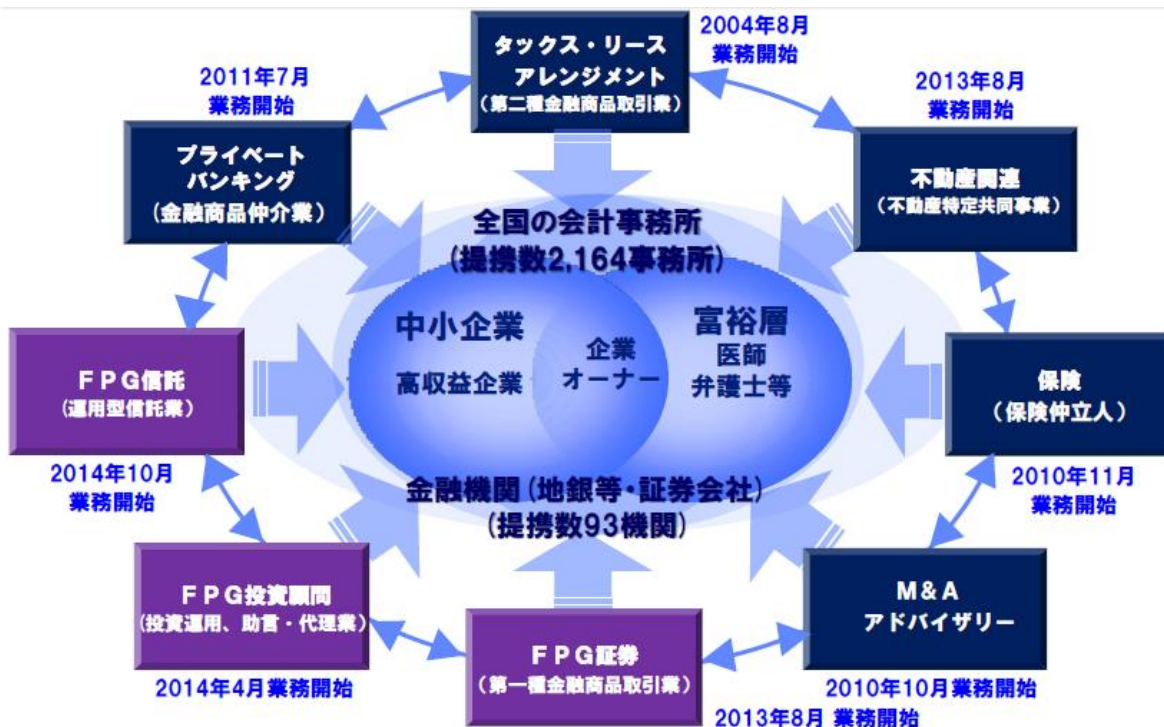 タックス・リース
アレンジメント
(第二種金融商品取引業)
2004年8月
業務開始
2011年7月
業務開始
2013年8月
業務開始
プライベート
バンキング
(金融商品仲介業)
不動産関連
(不動産特定共同事業)
全国の会計事務所
(提携数2,164事務所)
中小企業
高収益企業
企業
オーナー
富裕層
医師
弁護士等
FPG信託
(運用型信託業)
2014年10月
業務開始
保険
(保険仲立人)
2010年11月
業務開始
金融機関(地銀等・証券会社)
(提携数93機関)
FPG投資顧問
(投資運用、助言・代理業)
2014年4月業務開始
FPG証券
(第一種金融商品取引業)
2013年8月 業務開始
M&A
アドバイザリー
2010年10月業務開始